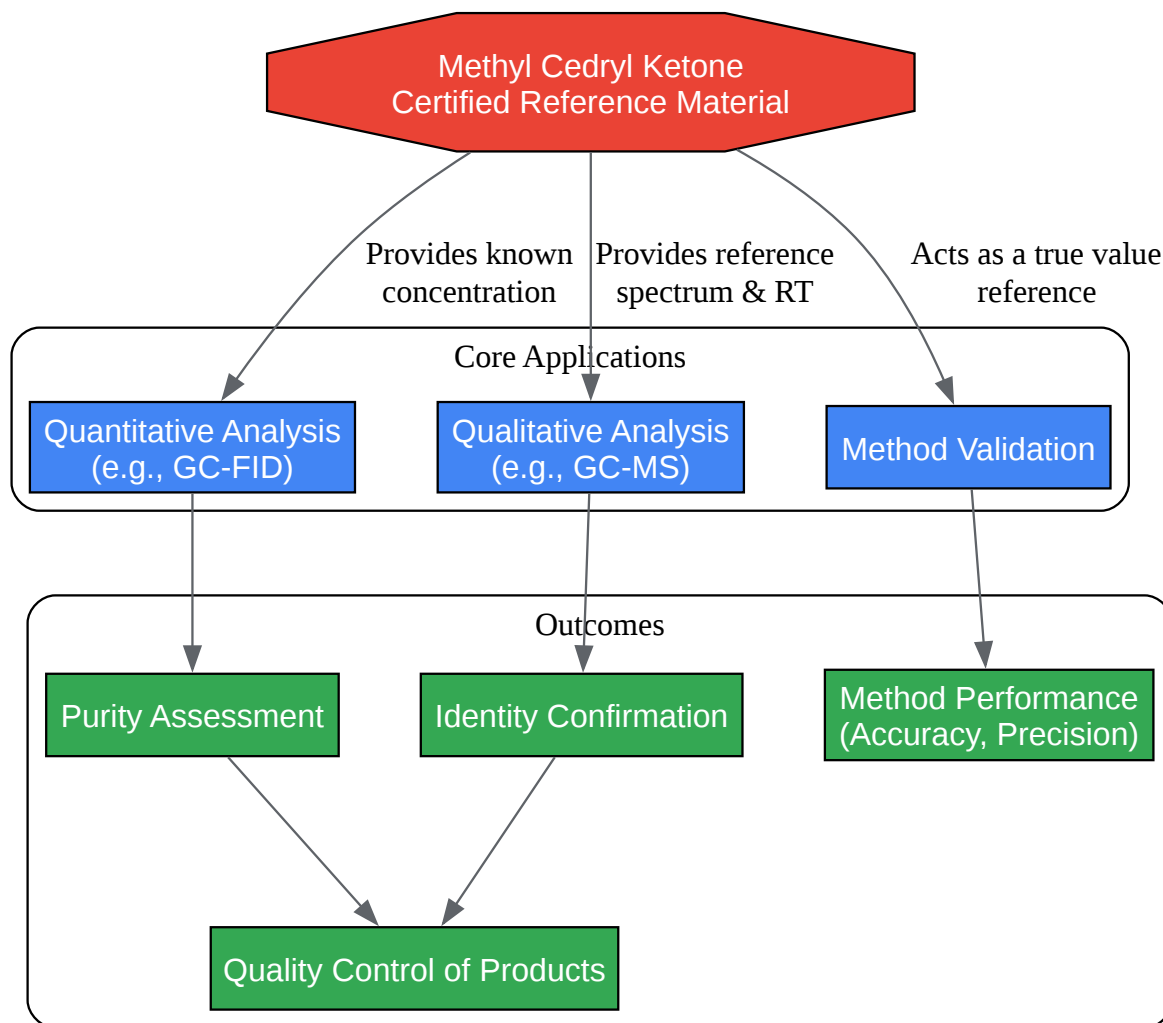 Methyl Cedryl Ketone
Certified Reference Material
Provides known
concentration
Provides reference
spectrum & RT
Acts as a true value
reference
Core Applications
Quantitative Analysis
(e.g., GC-FID)
Qualitative Analysis
(e.g., GC-MS)
Method Validation
Outcomes
Purity Assessment
Identity Confirmation
Method Performance
(Accuracy, Precision)
Quality Control of Products